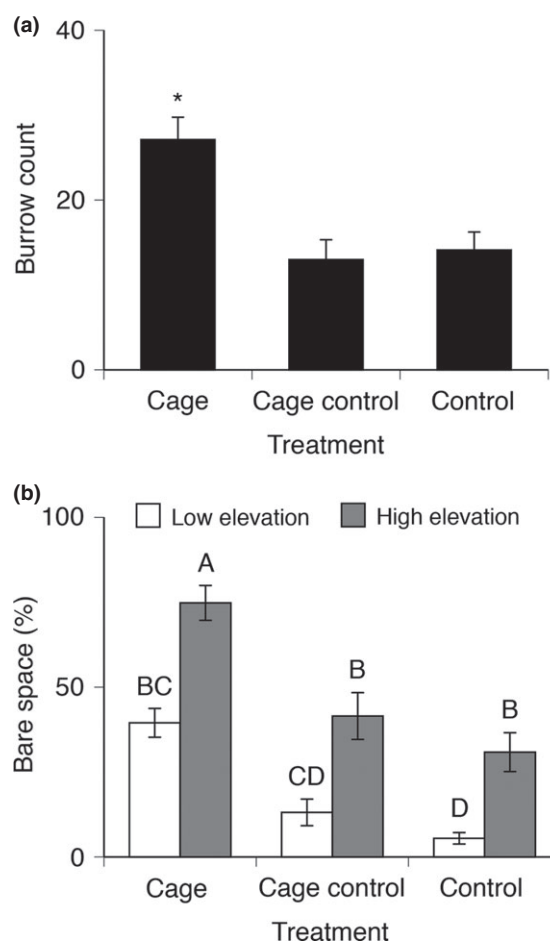 (a)
40
*
20
0
Burrow count
Cage Cage control Control
Treatment
(b)
100
Low elevation High elevation
A
BC
50
B
CD
B
D
0
Bare space (%)
Cage Cage control Control
Treatment